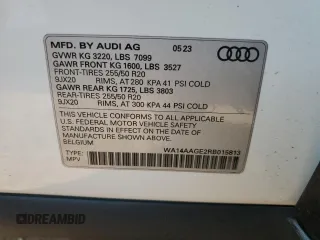 MFD. BY AUDI AG 05 23
GVWR KG 3220, LBS 7099
GAWR FRONT KG 1600, LBS 3527
FRONT-TIRES 255/50 R20
9JX20 RIMS, AT 280 KPA 41 PSI COLD
GAWR REAR KG 1725, LBS 3803
REAR-TIRES 255/50 R20
9JX20 RIMS, AT 300 KPA 44 PSI COLD
THIS VEHICLE CONFORMS TO ALL APPLICABLE
U.S. FEDERAL MOTOR VEHICLE SAFETY
STANDARDS IN EFFECT ON THE DATE OF
MANUFACTURE SHOWN ABOVE.
BELGIUM
TYPE:
MPV
WA14AAGE2RB015813
© DREAMBID